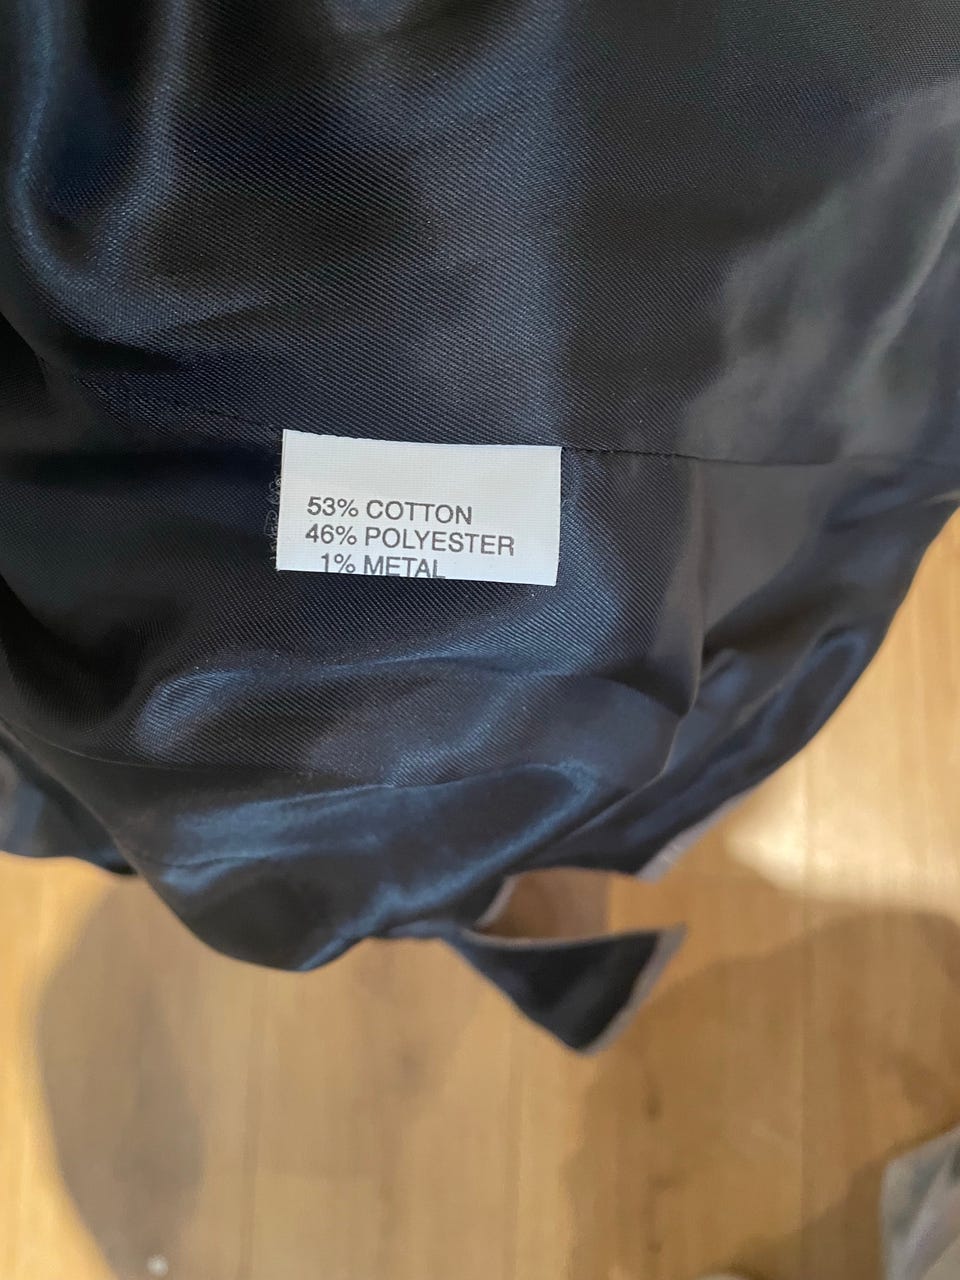 53% COTTON
46% POLYESTER
1% METAL